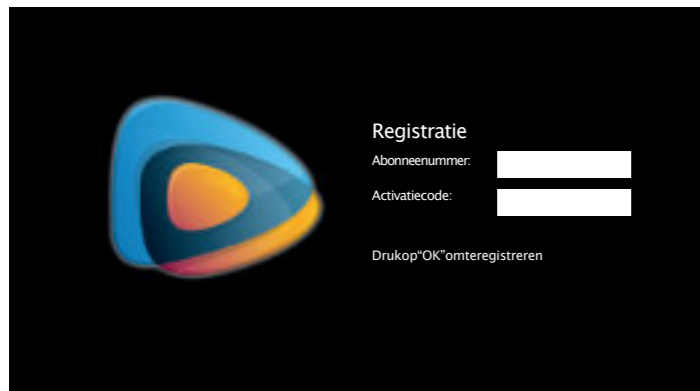 Registratie
Abonneenummer:
Activatiecode:
Drukop“OK”omteregistreren